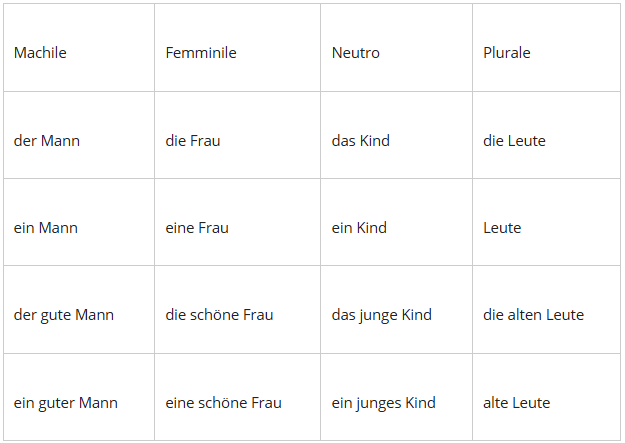 Machile Femminile Neutro Plurale
der Mann die Frau das Kind die Leute
ein Mann eine Frau ein Kind Leute
der gute Mann die schöne Frau das junge Kind die alten Leute
ein guter Mann eine schöne Frau ein junges Kind alte Leute